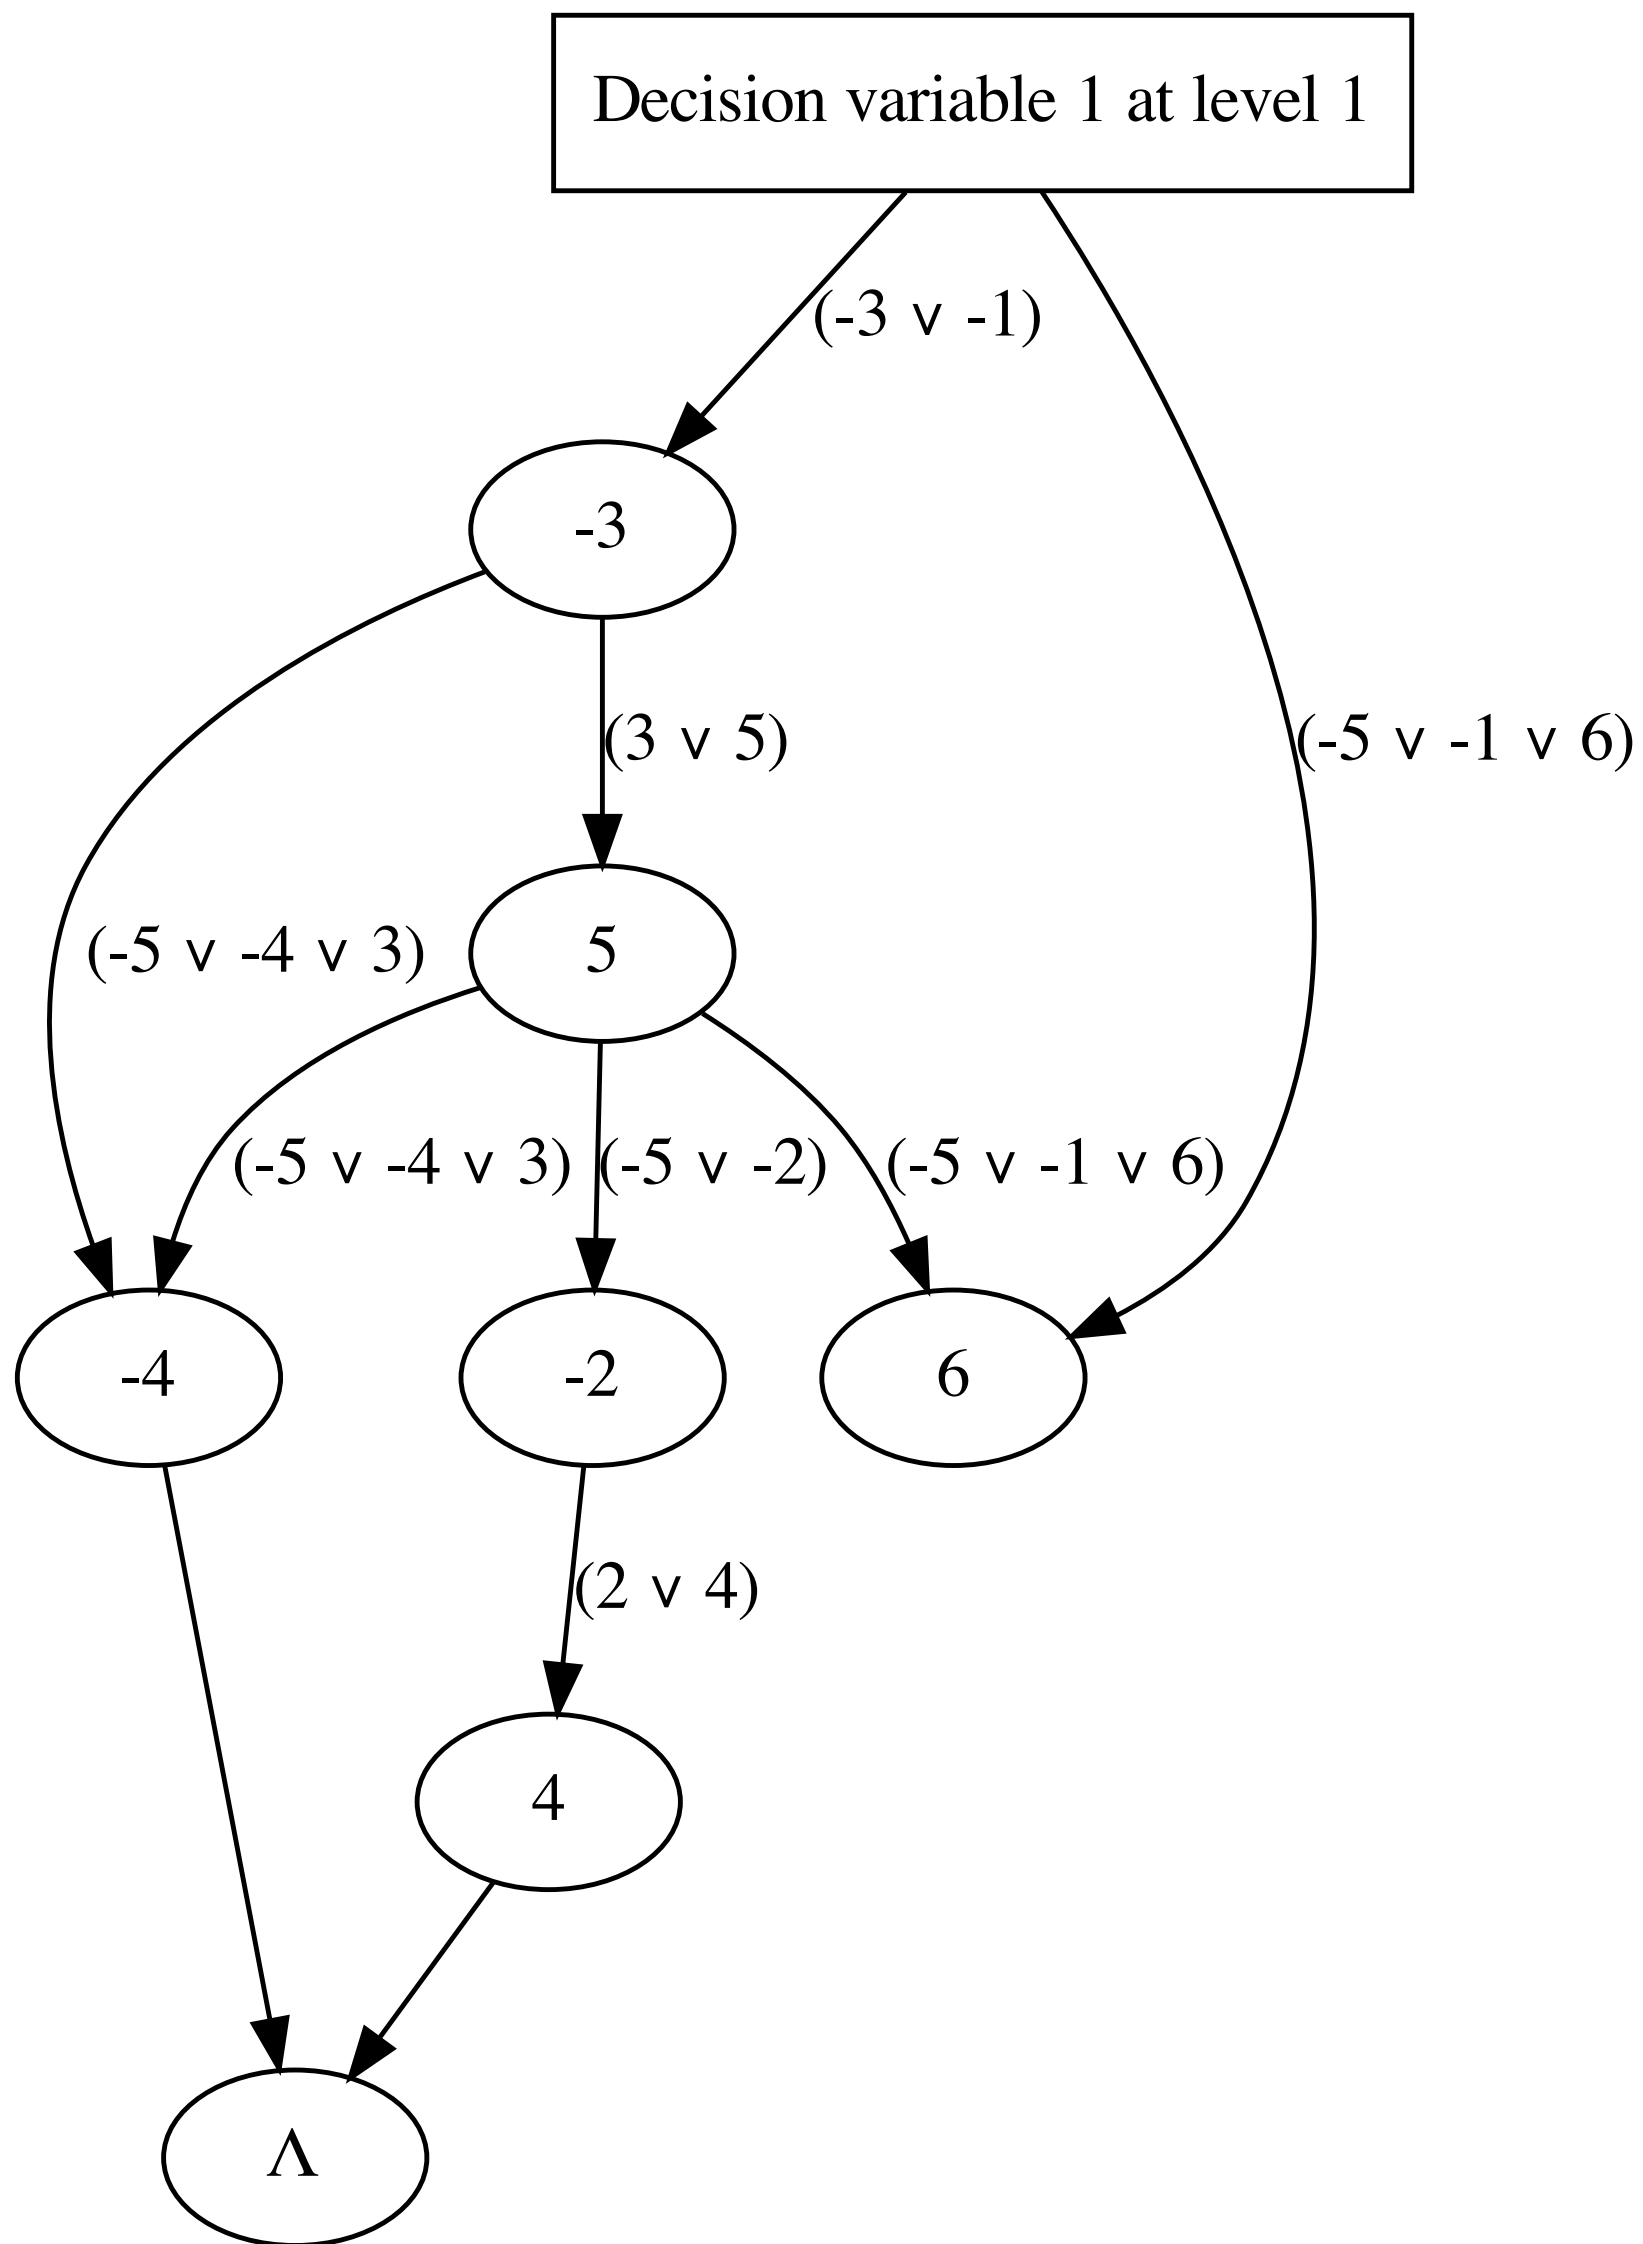 Decision variable 1 at level 1
(-3 ∨ -1)
-3
(3 ∨ 5)
(-5 ∨ -1 ∨ 6)
(-5 ∨ -4 ∨ 3)
5
(-5 ∨ -4 ∨ 3)
(-5 ∨ -2)
(-5 ∨ -1 ∨ 6)
-4
-2
6
(2 ∨ 4)
4
Λ